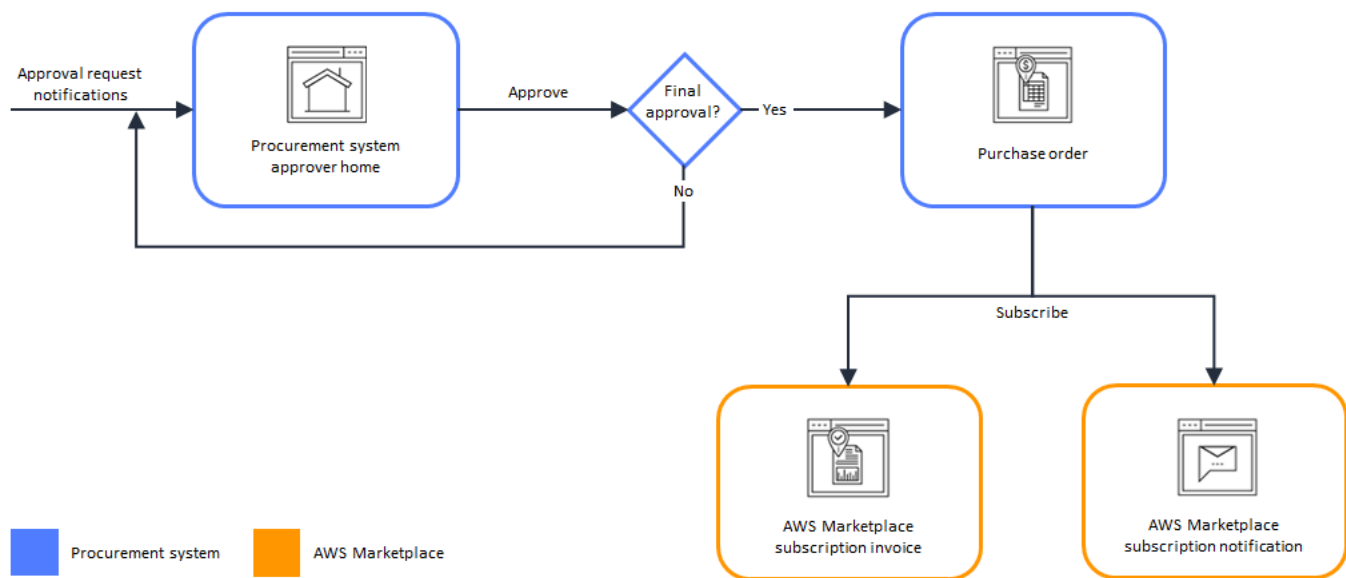 Approval request
notifications
Procurement system
approver home
Approve
Final
approval?
Yes
No
$
Purchase order
Subscribe
AWS Marketplace
subscription invoice
AWS Marketplace
subscription notification
Procurement system
AWS Marketplace